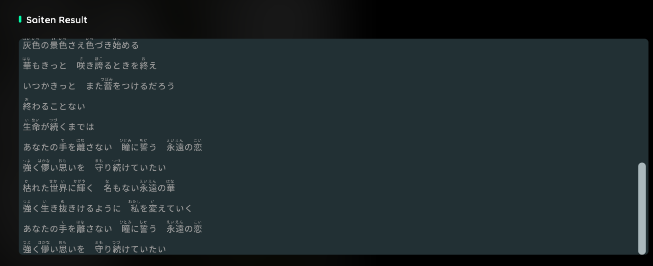 Saiten Result
灰色の景色さえ色づき始める
華もきっと 咲き誇るときを終え
いつかきっと また蕾をつけるだろう
終わることない
生命が続くまでは
あなたの手を離さない 瞳に誓う 永遠の恋
強く儚い思いを 守り続けていたい
枯れた世界に輝く 名もない永遠の華
強く生き抜きけるように 私を変えていく
あなたの手を離さない 瞳に誓う 永遠の恋
強く儚い思いを 守り続けていたい